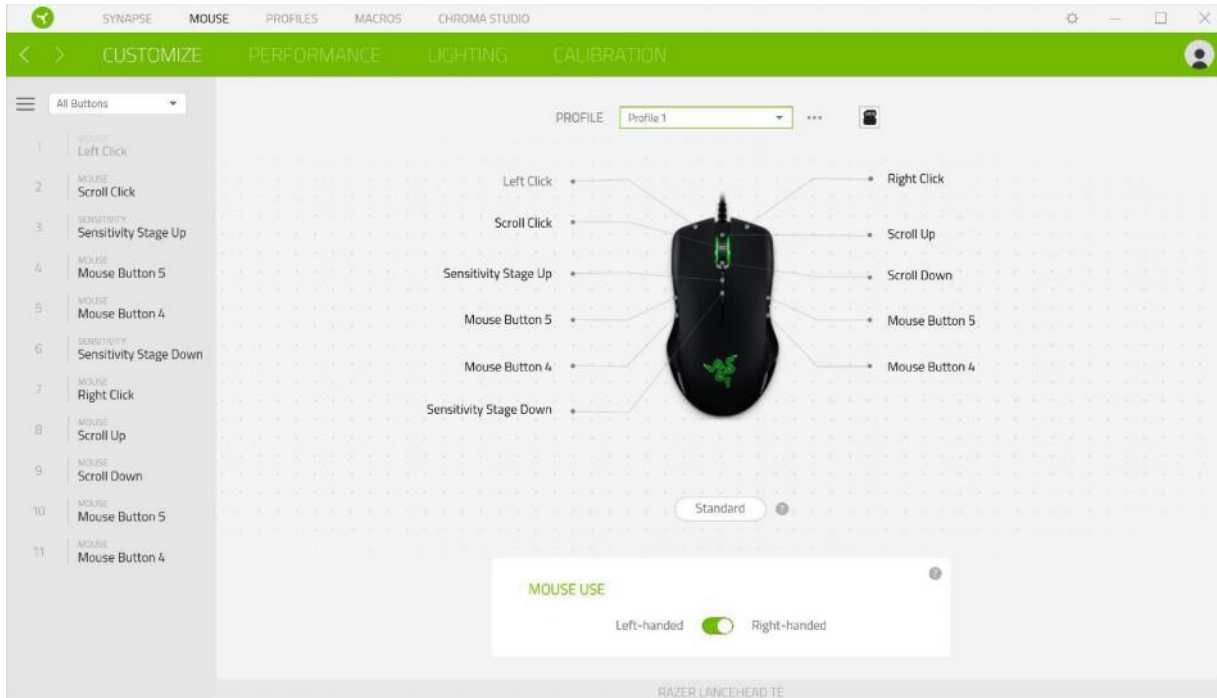 SYNAPSE MOUSE PROFILES MACROS CHROMA STUDIO
CUSTOMIZE PERFORMANCE LIGHTING CALIBRATION
All Buttons
PROFILE Profile 1
1 MOUSE
Left Click
2 MOUSE
Scroll Click
3 SENSITIVITY
Sensitivity Stage Up
4 MOUSE
Mouse Button 5
5 MOUSE
Mouse Button 4
6 SENSITIVITY
Sensitivity Stage Down
7 MOUSE
Right Click
8 MOUSE
Scroll Up
9 MOUSE
Scroll Down
10 MOUSE
Mouse Button 5
11 MOUSE
Mouse Button 4
Left Click
Scroll Click
Sensitivity Stage Up
Mouse Button 5
Mouse Button 4
Sensitivity Stage Down
Right Click
Scroll Up
Scroll Down
Mouse Button 5
Mouse Button 4
Standard ?
MOUSE USE ?
Left-handed Right-handed
RAZER LANCEHEAD TE